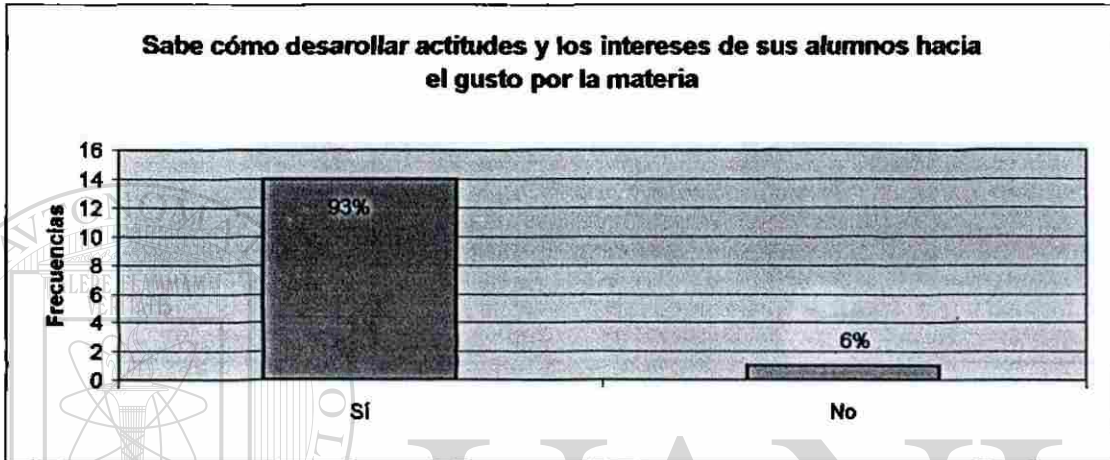 Sabe cómo desarollar actitudes y los intereses de sus alumnos hacia
el gusto por la materia
16
14
12
10
8
6
4
2
0
Frecuencias
93%
6%
Sí
No